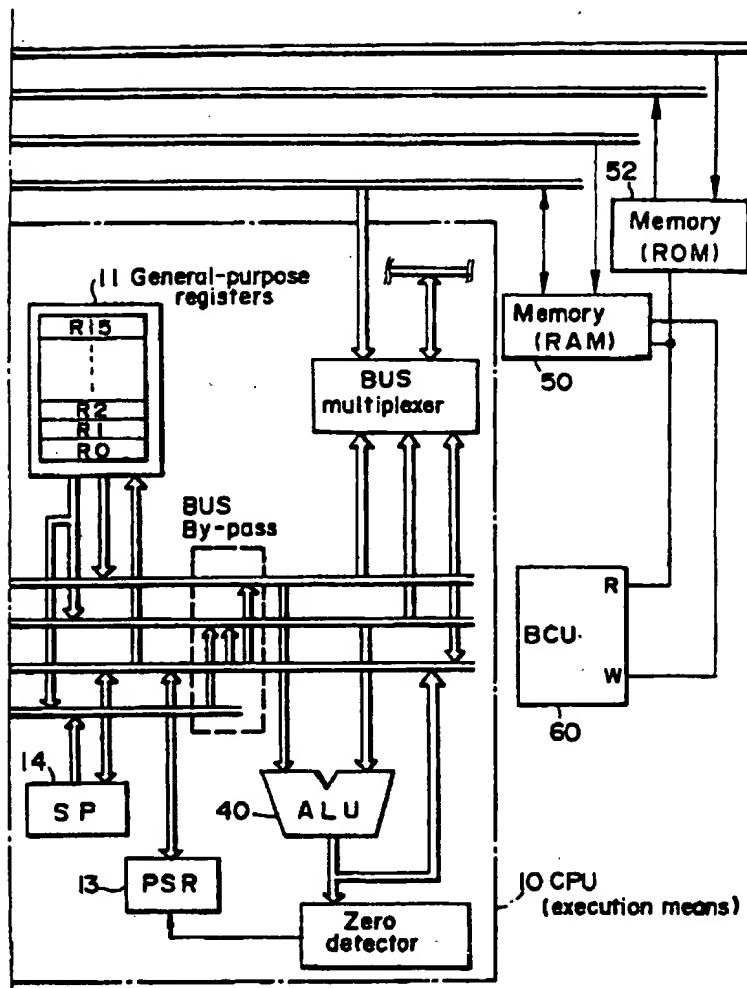 52
Memory
(ROM)
11 General-purpose
registers
R15
R2
R1
R0
Memory
(RAM)
50
BUS
multiplexer
BUS
By-pass
R
BCU
W
60
14
SP
40
ALU
13
PSR
Zero
detector
10 CPU
(execution means)